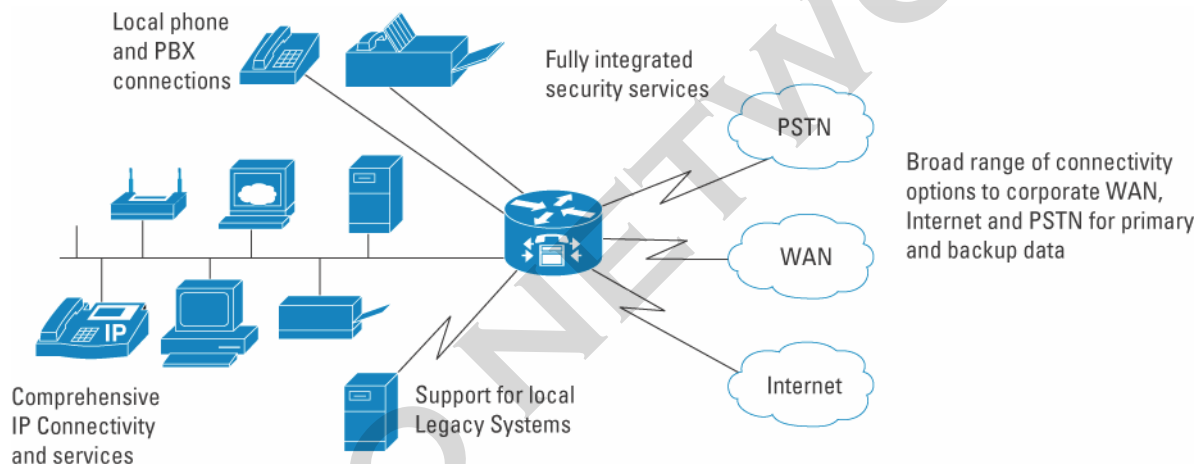 Local phone
and PBX
connections
Fully integrated
security services
PSTN
Broad range of connectivity
options to corporate WAN,
Internet and PSTN for primary
and backup data
WAN
IP
Internet
Comprehensive
IP Connectivity
and services
Support for local
Legacy Systems
O NETWO